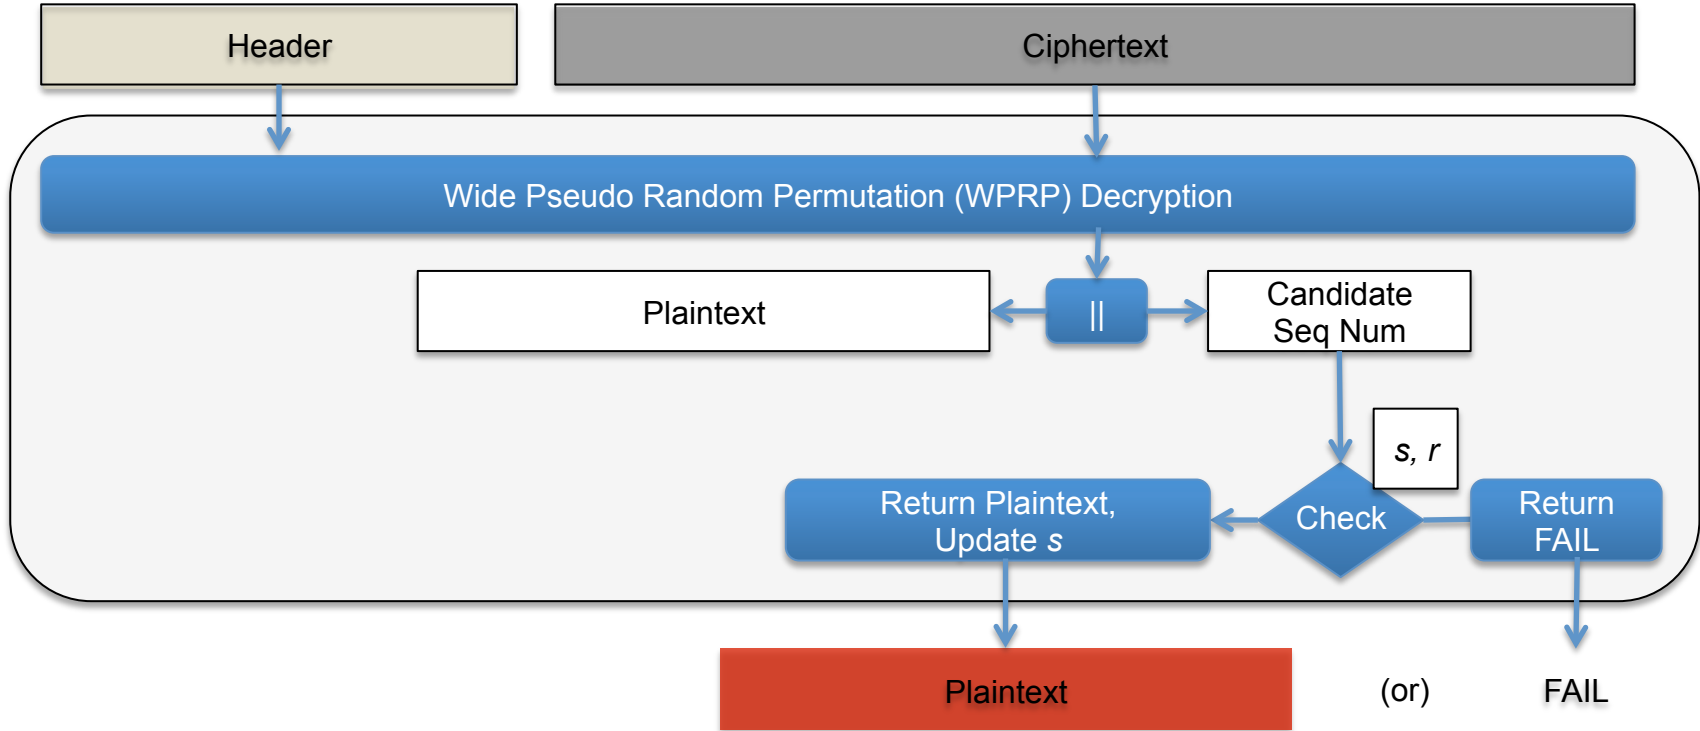 Header
Ciphertext
Wide Pseudo Random Permutation (WPRP) Decryption
Plaintext
||
Candidate
Seq Num
s, r
Return Plaintext,
Update s
Check
Return
FAIL
Plaintext
(or)
FAIL